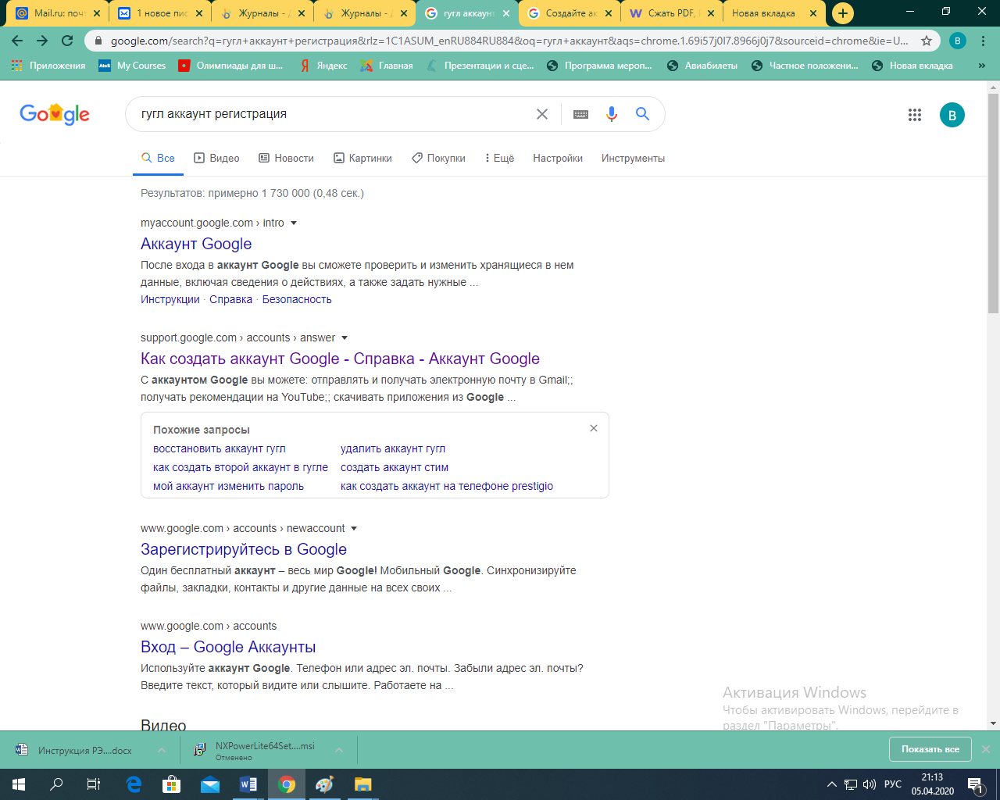 Mail.ru: поч
1 новое пис
Журналы - 
Журналы - 
гугл аккаунт
Создайте ак
Сжать PDF,
Новая вкладка
google.com/search?q=гугл+аккаунт+регистрация&rlz=1C1ASUM_enRU884RU884&oq=гугл+аккаунт&aqs=chrome.1.69i57j0l7.8966j0j7&sourceid=chrome&ie=U...
В
Приложения
AtoS My Courses
Олимпиады для ш...
Яндекс
Главная
Презентации и сце...
Программа мероп...
Авиабилеты
Частное положени...
Новая вкладка
»
Google
гугл аккаунт регистрация
В
Все
Видео
Новости
Картинки
Покупки
Ещё
Настройки
Инструменты
Результатов: примерно 1 730 000 (0,48 сек.)
myaccount.google.com › intro
Аккаунт Google
После входа в аккаунт Google вы сможете проверить и изменить хранящиеся в нем
данные, включая сведения о действиях, а также задать нужные ...
Инструкции · Справка · Безопасность
support.google.com › accounts › answer
Как создать аккаунт Google - Справка - Аккаунт Google
С аккаунтом Google вы можете: отправлять и получать электронную почту в Gmail;;
получать рекомендации на YouTube;; скачивать приложения из Google ...
Похожие запросы
восстановить аккаунт гугл
удалить аккаунт гугл
как создать второй аккаунт в гугле
создать аккаунт стим
мой аккаунт изменить пароль
как создать аккаунт на телефоне prestigio
www.google.com › accounts › newaccount
Зарегистрируйтесь в Google
Один бесплатный аккаунт – весь мир Google! Мобильный Google. Синхронизируйте
файлы, закладки, контакты и другие данные на всех своих ...
www.google.com › accounts
Вход – Google Аккаунты
Используйте аккаунт Google. Телефон или адрес эл. почты. Забыли адрес эл. почты?
Введите текст, который видите или слышите. Работаете на ...
Видео
Активация Windows
Чтобы активировать Windows, перейдите в
раздел "Параметры".
Инструкция РЭ....docx
NXPowerLite64Set....msi
Отменено
Показать все
РУС
21:13
05.04.2020
1